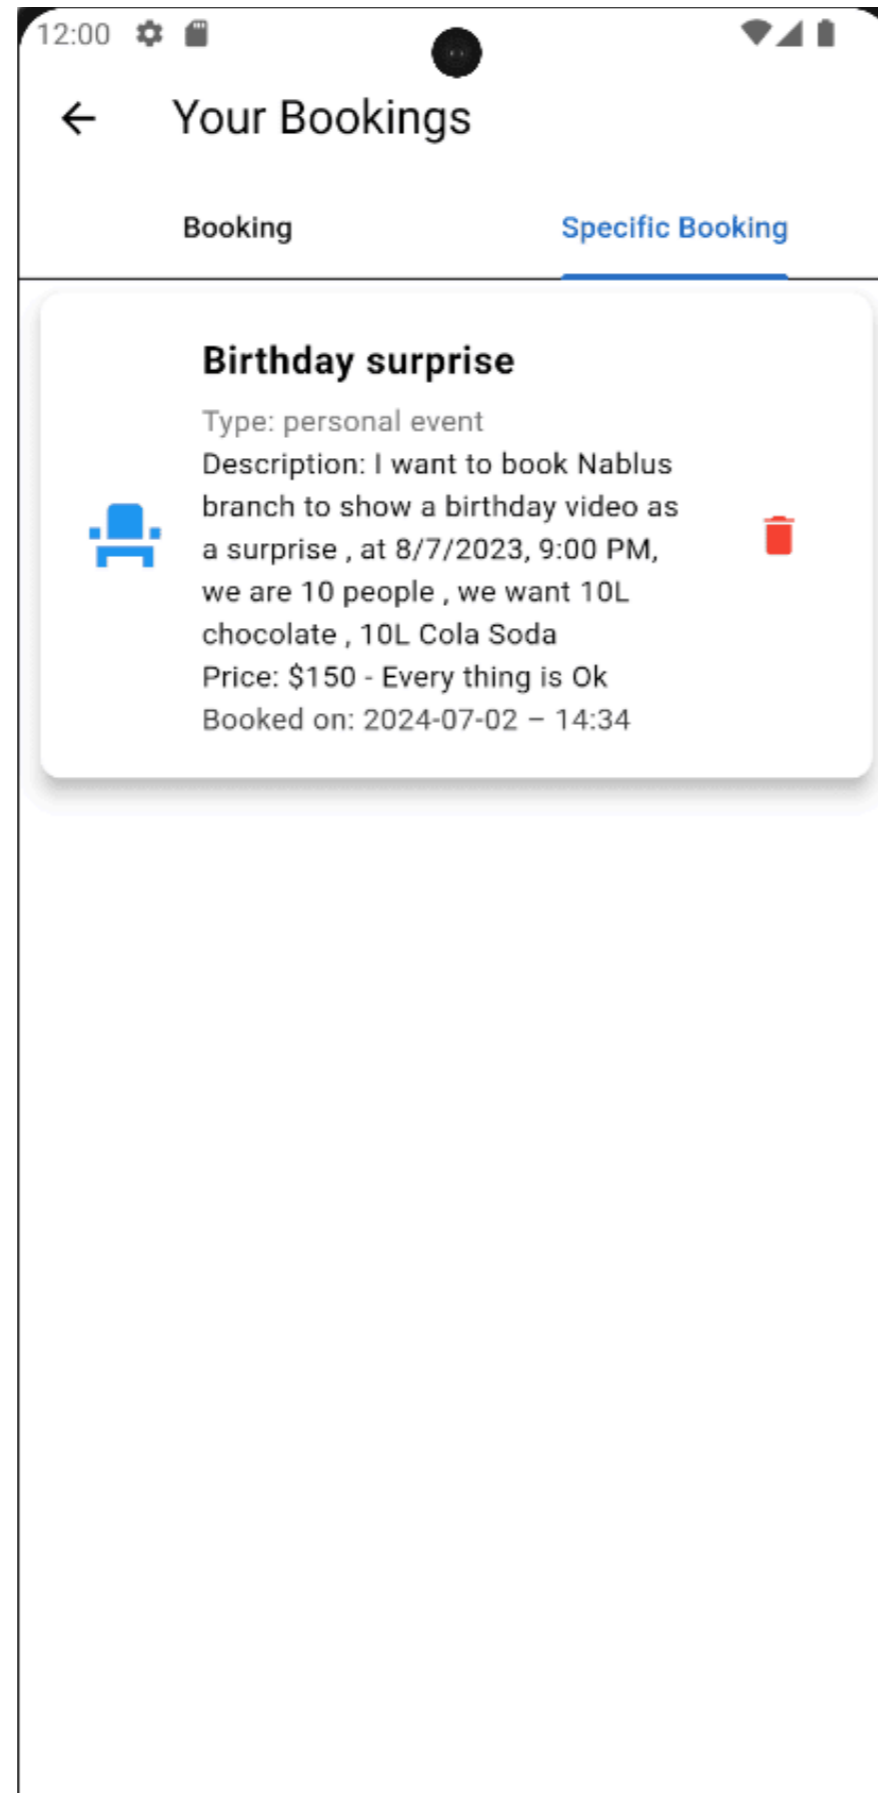 12:00
Your Bookings
Booking
Specific Booking
Birthday surprise
Type: personal event
Description: I want to book Nablus
branch to show a birthday video as
a surprise , at 8/7/2023, 9:00 PM,
we are 10 people , we want 10L
chocolate , 10L Cola Soda
Price: $150 - Every thing is Ok
Booked on: 2024-07-02 – 14:34